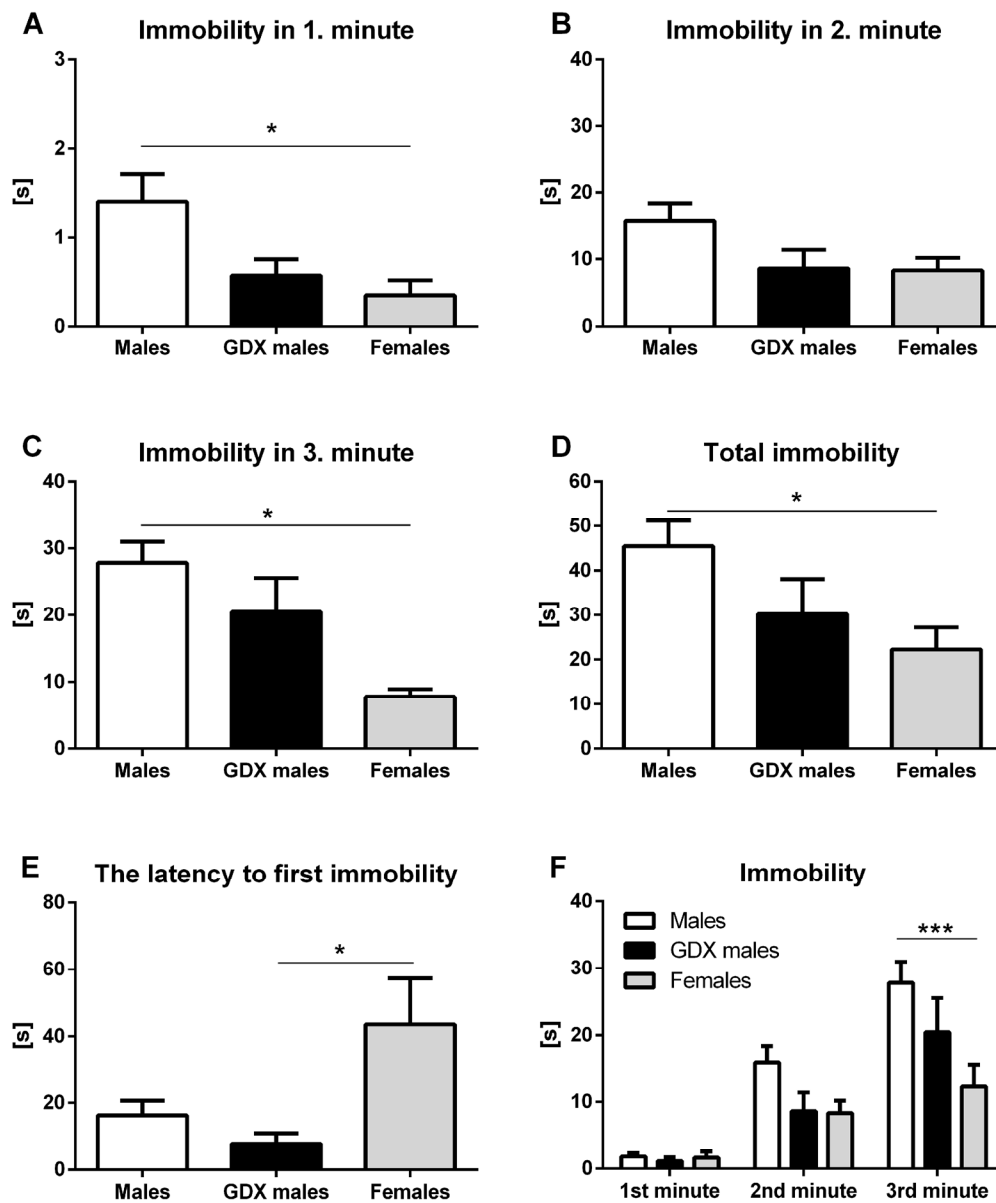 A
Immobility in 1. minute
3
2
1
0
[s]
*
Males
GDX males
Females
B
Immobility in 2. minute
40
30
20
10
0
[s]
Males
GDX males
Females
C
Immobility in 3. minute
40
30
20
10
0
[s]
*
Males
GDX males
Females
D
Total immobility
60
50
40
30
20
10
0
[s]
*
Males
GDX males
Females
E
The latency to first immobility
80
60
40
20
0
[s]
*
Males
GDX males
Females
F
Immobility
40
30
20
10
0
[s]
Males
GDX males
Females
***
1st minute
2nd minute
3rd minute